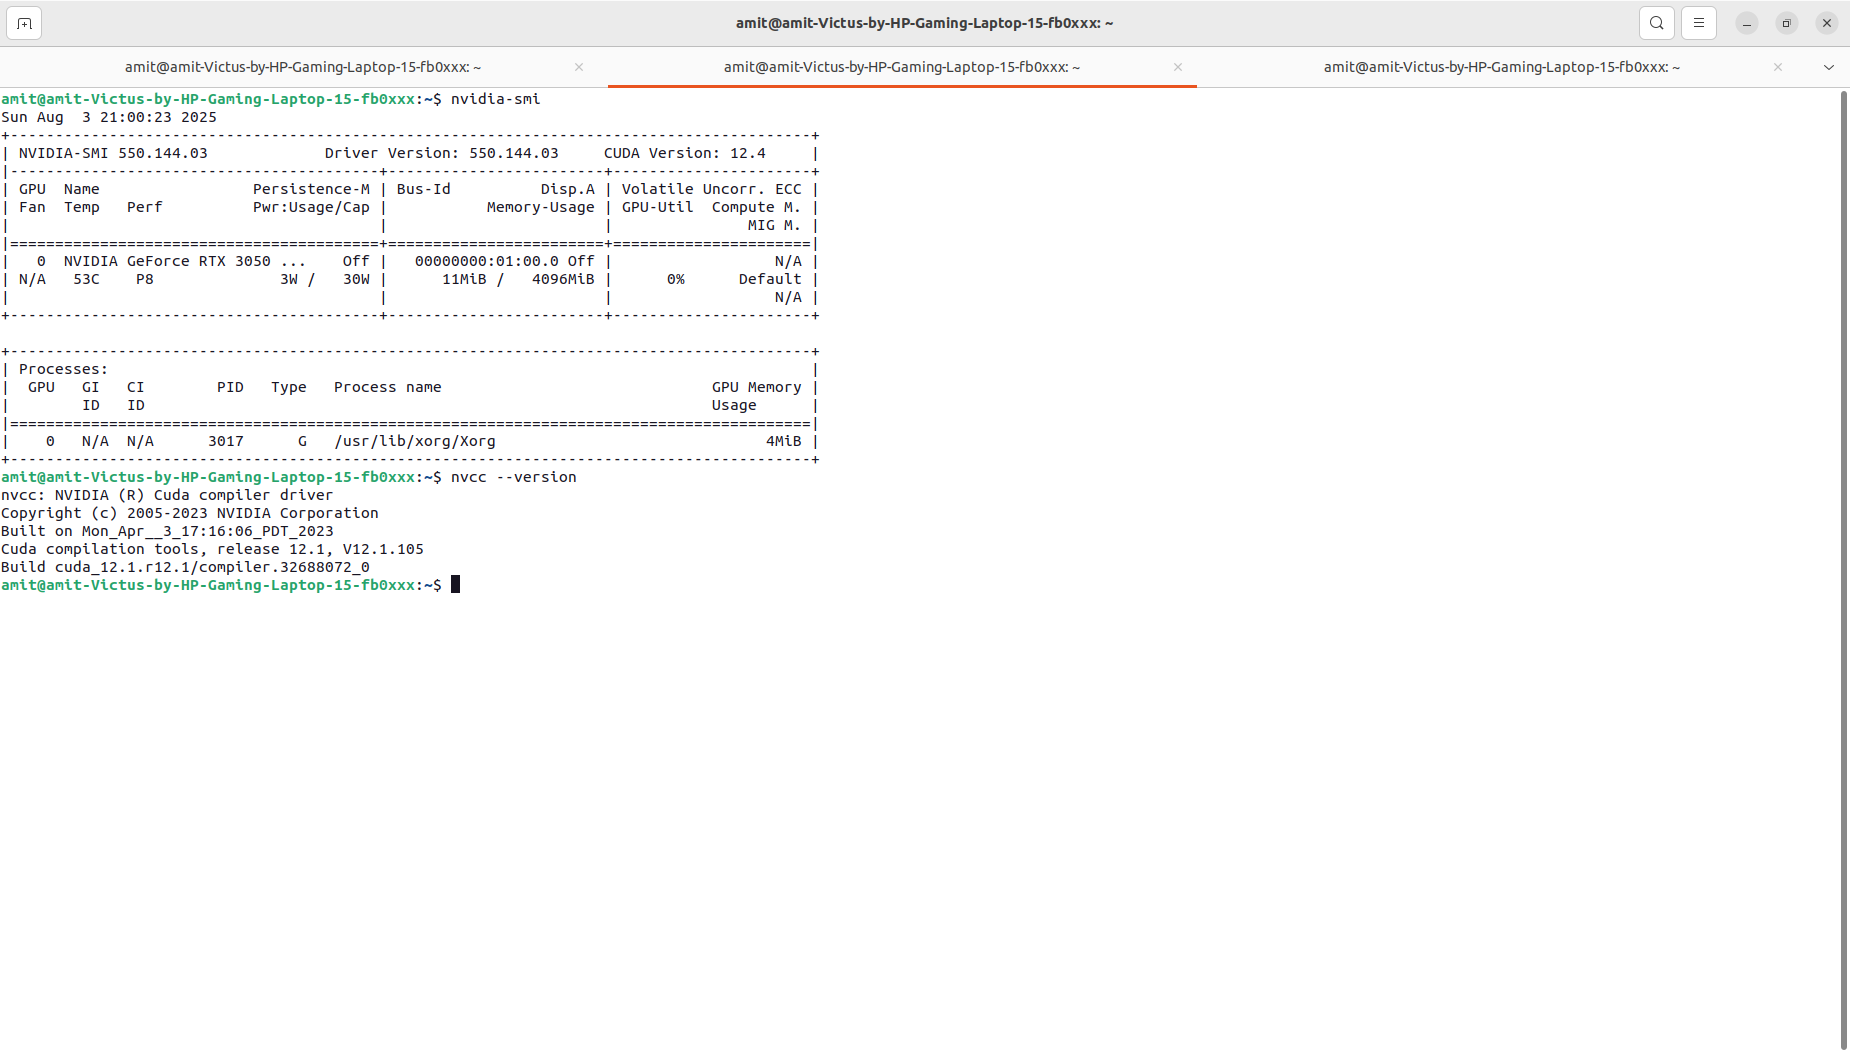 amit@amit-Victus-by-HP-Gaming-Laptop-15-fb0xxx: ~
amit@amit-Victus-by-HP-Gaming-Laptop-15-fb0xxx: ~ × amit@amit-Victus-by-HP-Gaming-Laptop-15-fb0xxx: ~ × amit@amit-Victus-by-HP-Gaming-Laptop-15-fb0xxx: ~ ×
amit@amit-Victus-by-HP-Gaming-Laptop-15-fb0xxx:~$ nvidia-smi
Sun Aug  3 21:00:23 2025
+-----------------------------------------------------------------------------------------+
| NVIDIA-SMI 550.144.03             Driver Version: 550.144.03     CUDA Version: 12.4     |
|-----------------------------------------+------------------------+----------------------+
| GPU  Name                 Persistence-M | Bus-Id          Disp.A | Volatile Uncorr. ECC |
| Fan  Temp   Perf          Pwr:Usage/Cap |           Memory-Usage | GPU-Util  Compute M. |
|                                         |                        |               MIG M. |
|=========================================+========================+======================|
|   0  NVIDIA GeForce RTX 3050 ...    Off |   00000000:01:00.0 Off |                  N/A |
| N/A   53C    P8              3W /   30W |      11MiB /   4096MiB |      0%      Default |
|                                         |                        |                  N/A |
+-----------------------------------------+------------------------+----------------------+

+-----------------------------------------------------------------------------------------+
| Processes:                                                                              |
|  GPU   GI   CI        PID   Type   Process name                              GPU Memory |
|        ID   ID                                                               Usage      |
|=========================================================================================|
|    0   N/A  N/A      3017      G   /usr/lib/xorg/Xorg                              4MiB |
+-----------------------------------------------------------------------------------------+
amit@amit-Victus-by-HP-Gaming-Laptop-15-fb0xxx:~$ nvcc --version
nvcc: NVIDIA (R) Cuda compiler driver
Copyright (c) 2005-2023 NVIDIA Corporation
Built on Mon_Apr__3_17:16:06_PDT_2023
Cuda compilation tools, release 12.1, V12.1.105
Build cuda_12.1.r12.1/compiler.32688072_0
amit@amit-Victus-by-HP-Gaming-Laptop-15-fb0xxx:~$